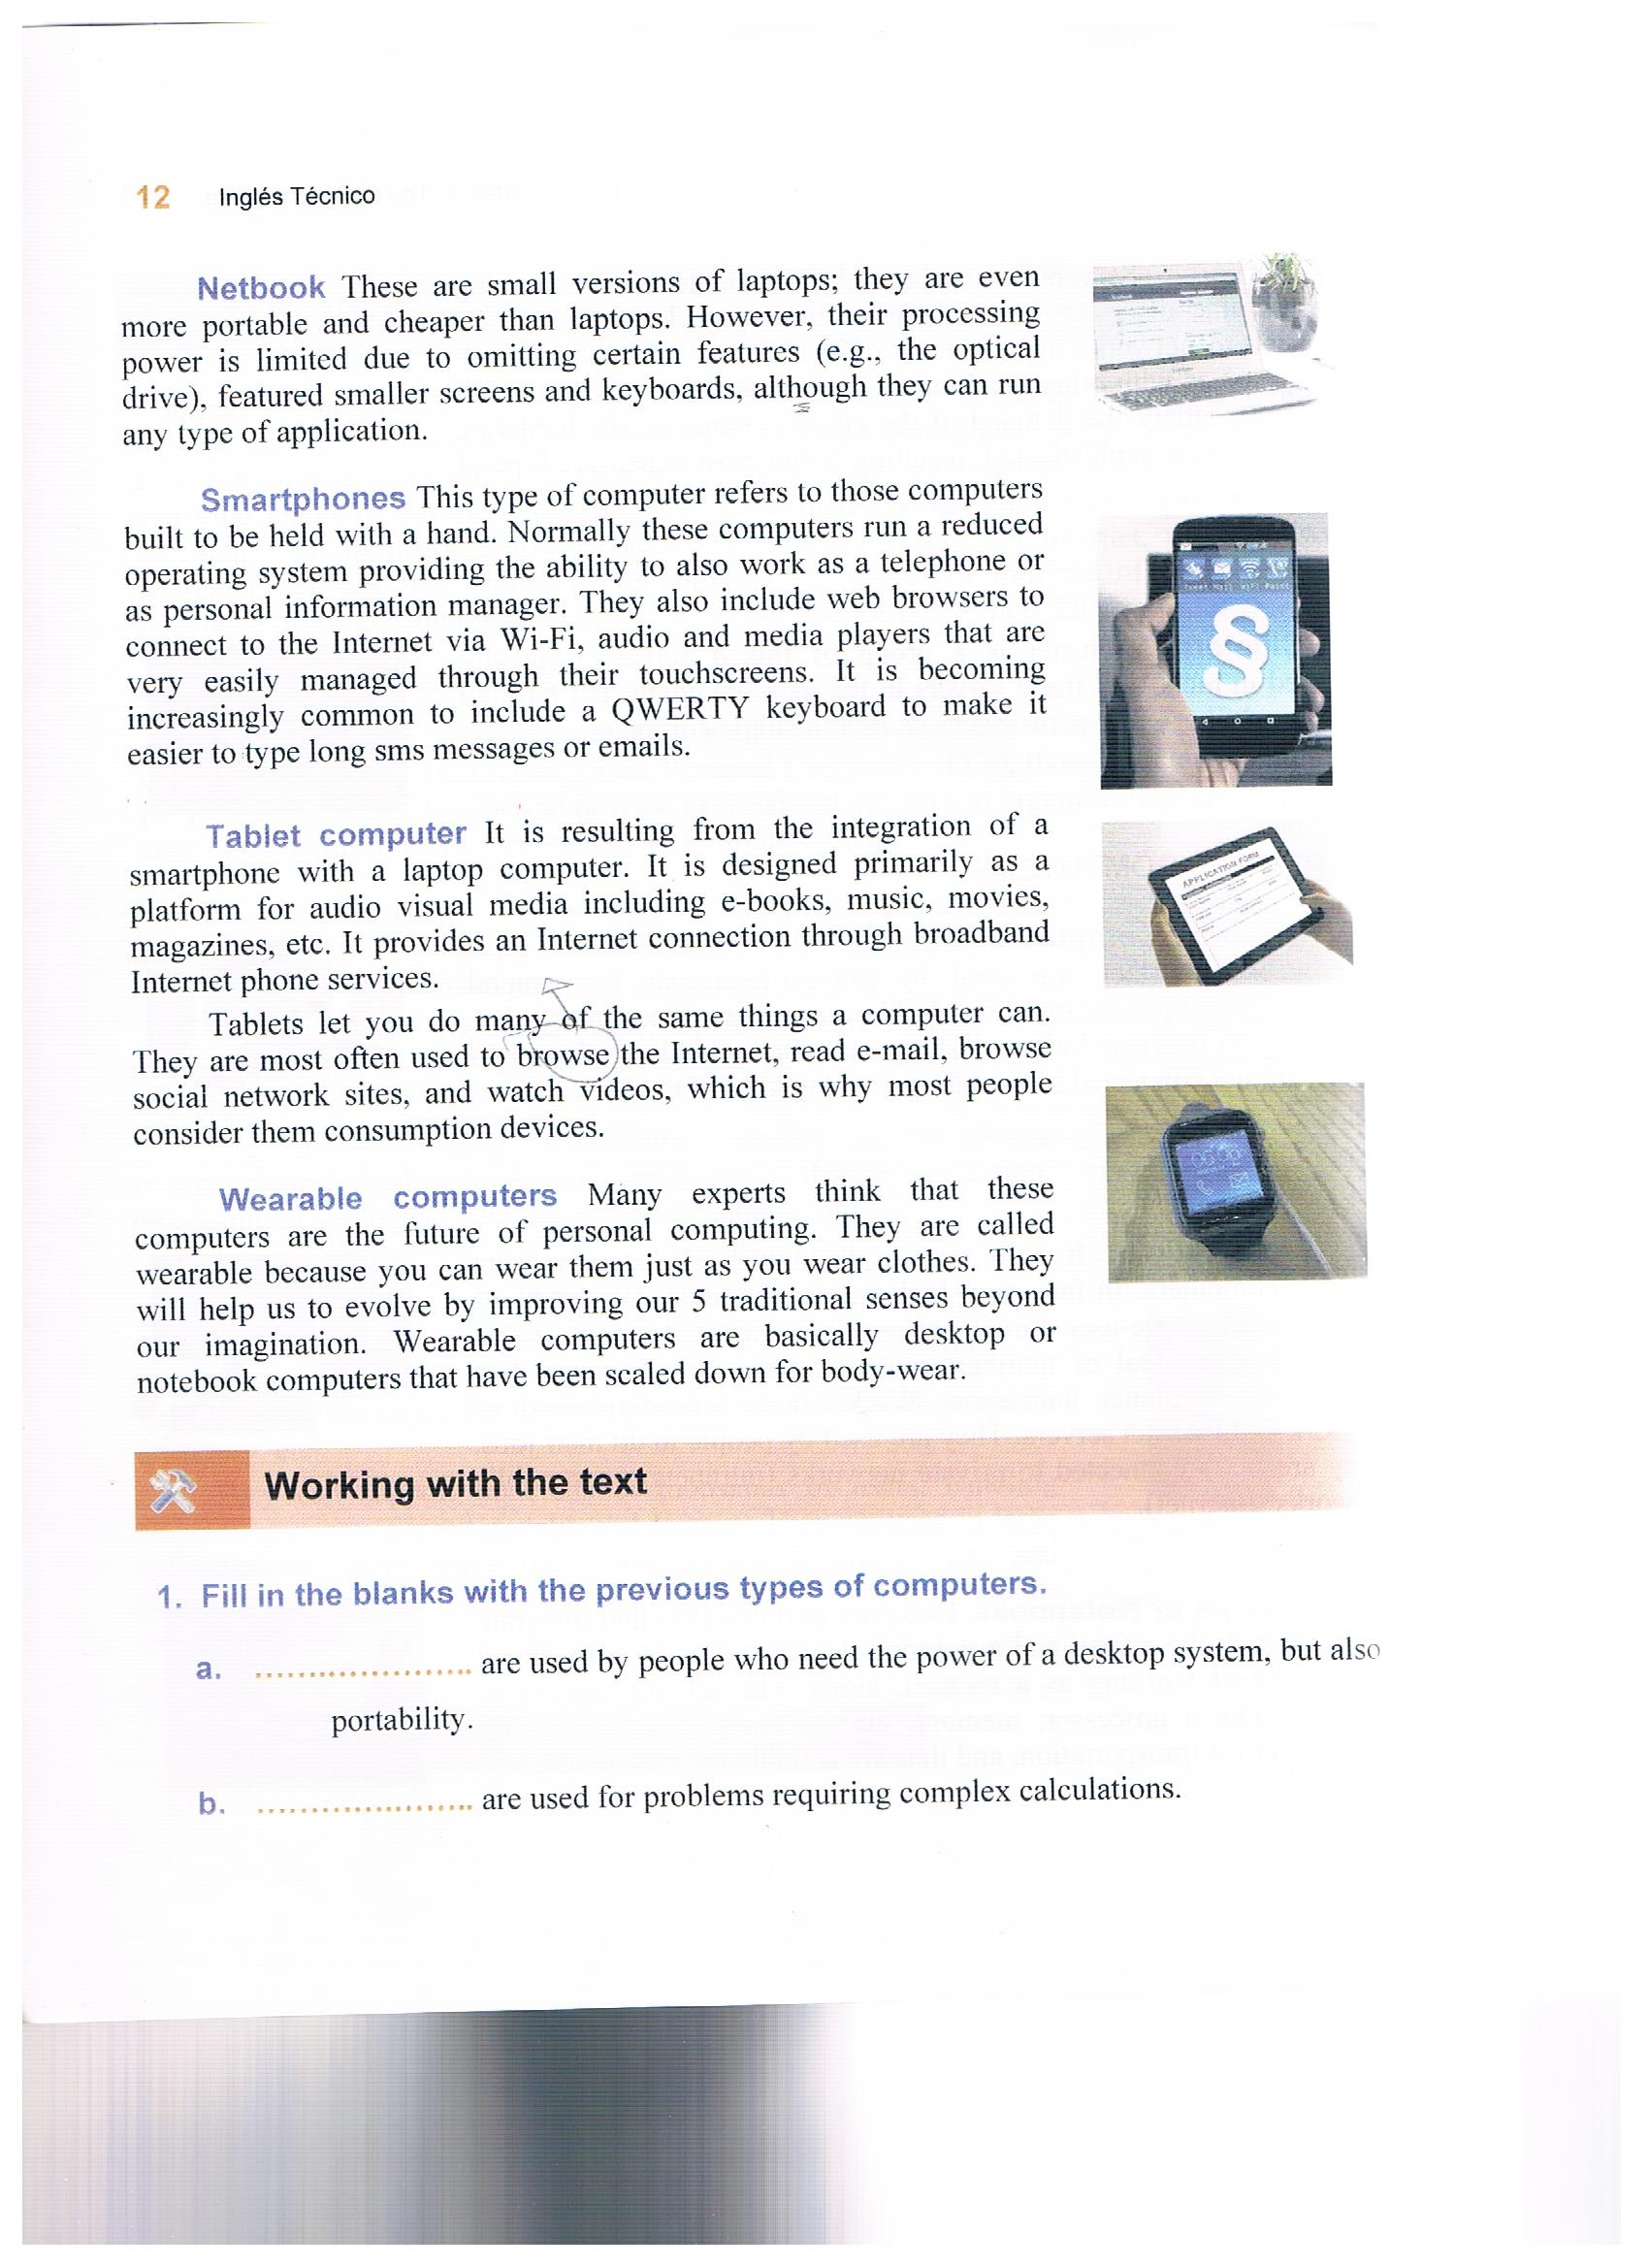 12 Inglés Técnico
Netbook These are small versions of laptops; they are even
more portable and cheaper than laptops. However, their processing
power is limited due to omitting certain features (e.g., the optical
drive), featured smaller screens and keyboards, although they can run
any type of application.
Smartphones This type of computer refers to those computers
built to be held with a hand. Normally these computers run a reduced
operating system providing the ability to also work as a telephone or
as personal information manager. They also include web browsers to
connect to the Internet via Wi-Fi, audio and media players that are
very easily managed through their touchscreens. It is becoming
increasingly common to include a QWERTY keyboard to make it
easier to type long sms messages or emails.
Tablet computer It is resulting from the integration of a
smartphone with a laptop computer. It is designed primarily as a
platform for audio visual media including e-books, music, movies,
magazines, etc. It provides an Internet connection through broadband
Internet phone services.
APPLICATION FORM
Tablets let you do many of the same things a computer can.
They are most often used to browse the Internet, read e-mail, browse
social network sites, and watch videos, which is why most people
consider them consumption devices.
Wearable computers Many experts think that these
computers are the future of personal computing. They are called
wearable because you can wear them just as you wear clothes. They
will help us to evolve by improving our 5 traditional senses beyond
our imagination. Wearable computers are basically desktop or
notebook computers that have been scaled down for body-wear.
Working with the text
1. Fill in the blanks with the previous types of computers.
a. ..................... are used by people who need the power of a desktop system, but also
portability.
b. ..................... are used for problems requiring complex calculations.